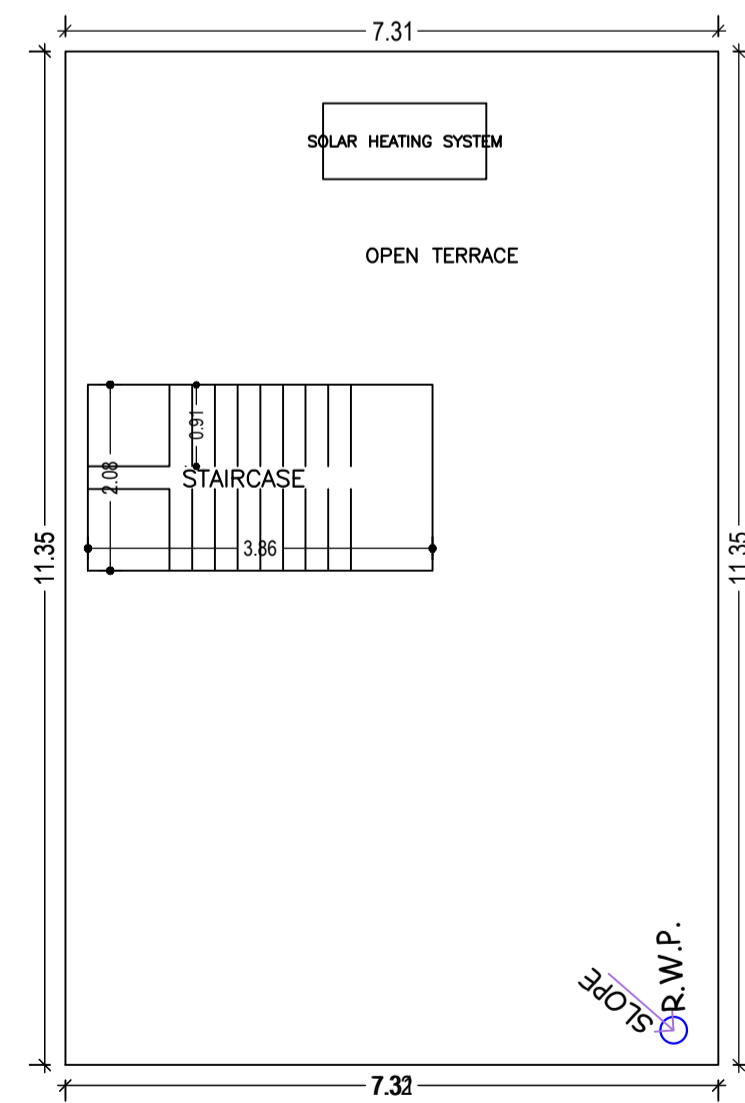 7.31
SOLAR HEATING SYSTEM
OPEN TERRACE
0.91
2.08
STAIRCASE
3.86
11.35
11.35
R.W.P.
SLOPE